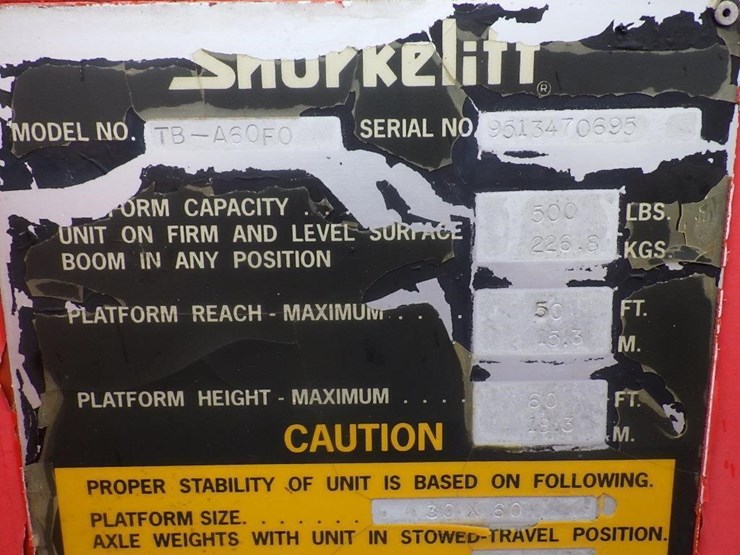 Snorkelift ®
MODEL NO. TB-A60FO SERIAL NO. 9513470695
FORM CAPACITY . . 500 LBS.
UNIT ON FIRM AND LEVEL SURFACE 226.8 KGS.
BOOM IN ANY POSITION
PLATFORM REACH - MAXIMUM . . . 50 FT.
M.
PLATFORM HEIGHT - MAXIMUM . . . . 60 FT.
M.
CAUTION
PROPER STABILITY OF UNIT IS BASED ON FOLLOWING.
PLATFORM SIZE. . . . . . . 30 X 60
AXLE WEIGHTS WITH UNIT IN STOWED-TRAVEL POSITION.